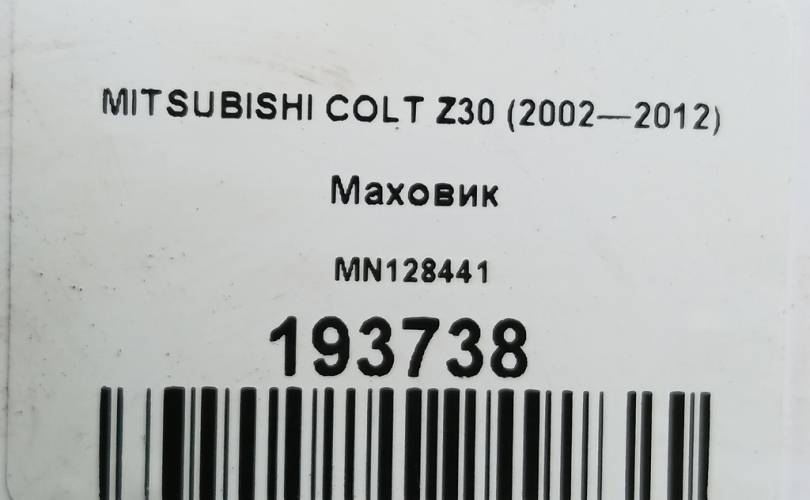 MITSUBISHI COLT Z30 (2002—2012)
Маховик
MN128441
193738